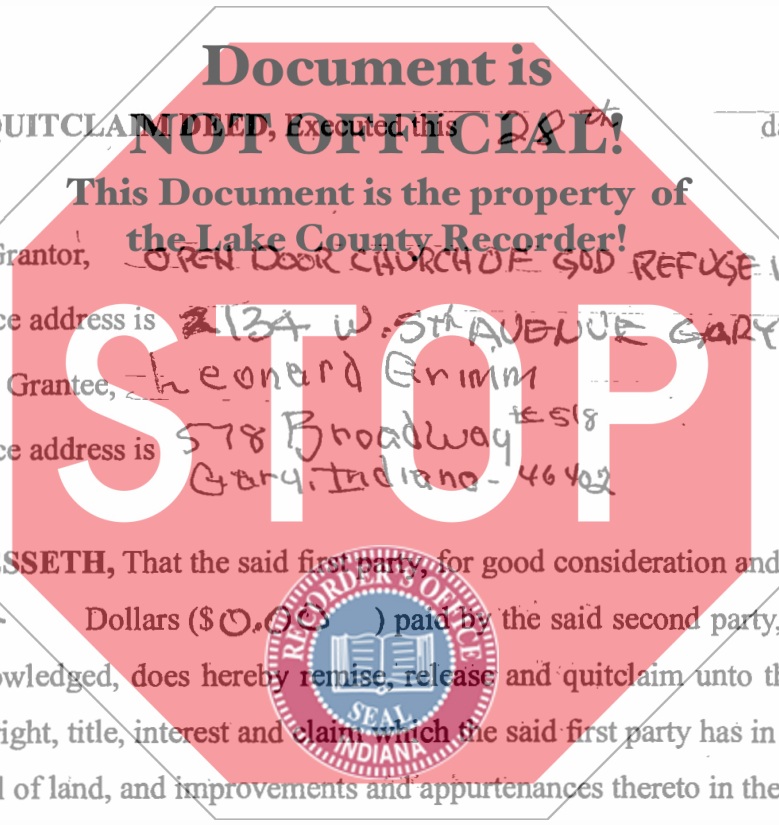 Document is
QUITCLAIM DEED, Executed this 28th da
NOT OFFICIAL!
This Document is the property of
the Lake County Recorder!
Grantor, OPEN DOOR CHURCH OF GOD REFUGE
ce address is 2134 W. 5th AVENUE GARY
Grantee, Leonard Grimm
ce address is 578 Broadway #518
Gary, Indiana - 46402
STOP
SSETH, That the said first party, for good consideration and
Dollars ($ 0.00 ) paid by the said second party,
owledged, does hereby remise, release and quitclaim unto th
ight, title, interest and claim which the said first party has in
l of land, and improvements and appurtenances thereto in the
RECORDER'S OFFICE
SEAL
INDIANA